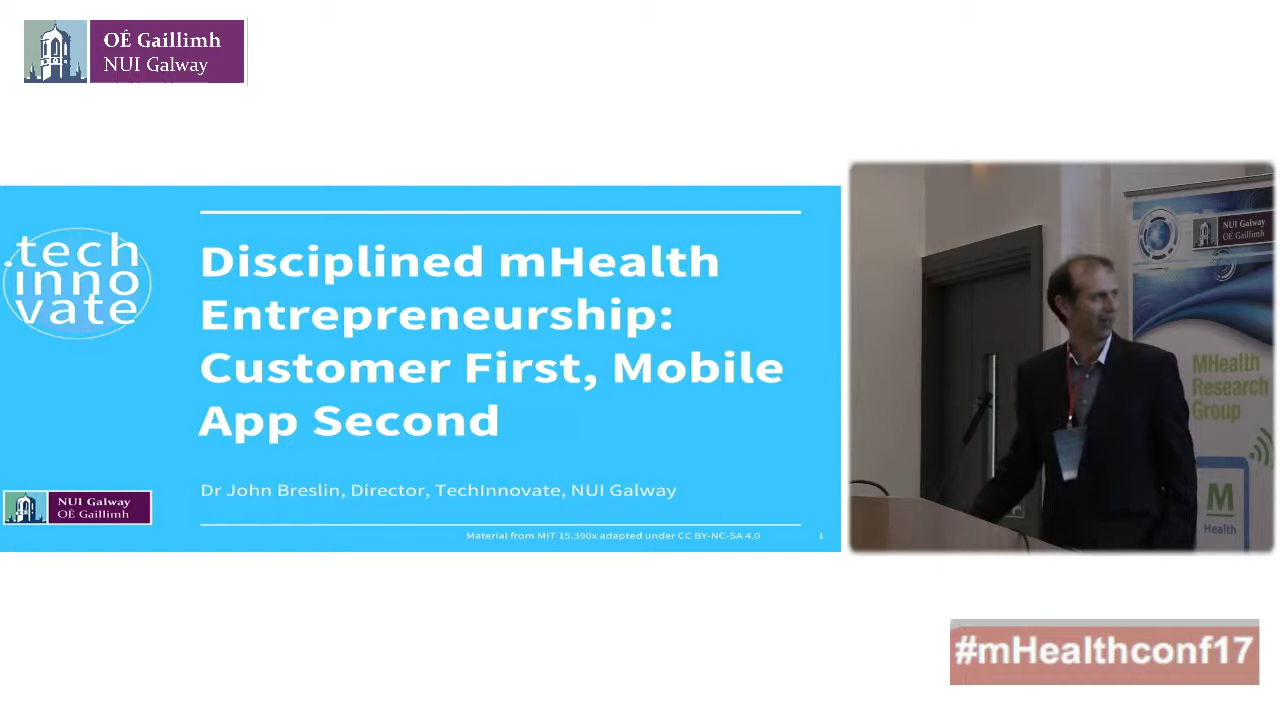 OÉ Gaillimh
NUI Galway
.tech
inno
vate
Disciplined mHealth
Entrepreneurship:
Customer First, Mobile
App Second
Dr John Breslin, Director, TechInnovate, NUI Galway
NUI Galway
OÉ Gaillimh
Material from MIT 15.390x adapted under CC BY-NC-SA 4.0
1
NUI Galway
OÉ Gaillimh
MHealth
Research
Group
M
Health
#mHealthconf17